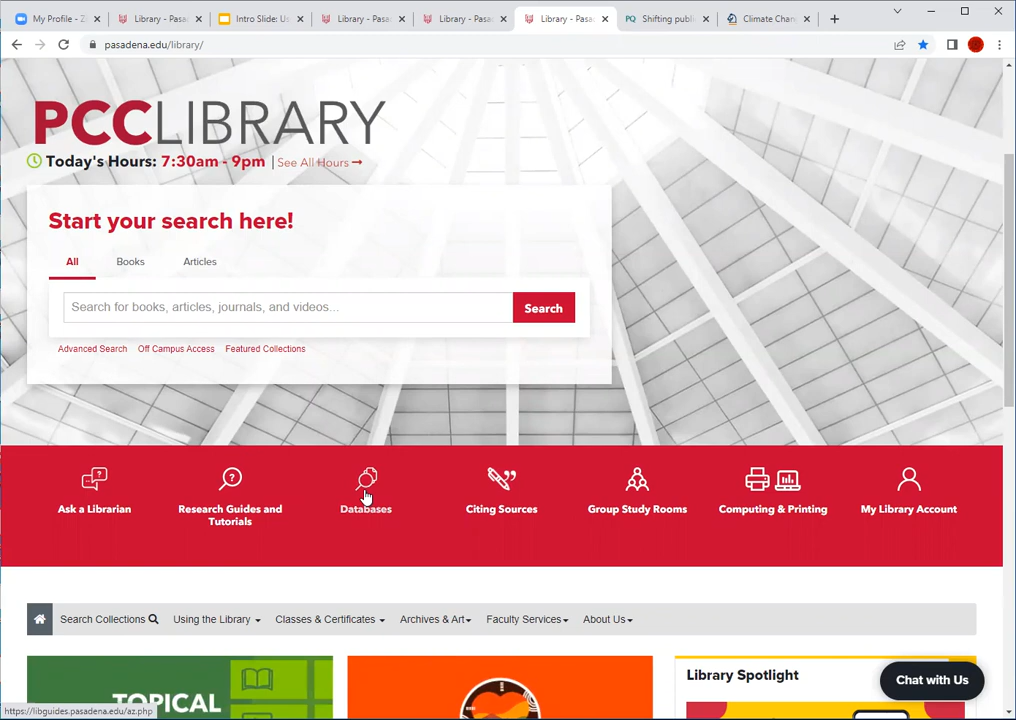 My Profile - Z
Library - Pasa
Intro Slide: Us
Library - Pasa
Library - Pasa
Library - Pasa
PQ Shifting publ
Climate Chan
pasadena.edu/library/
PCCLIBRARY
Today's Hours: 7:30am - 9pm | See All Hours →
Start your search here!
All Books Articles
Search for books, articles, journals, and videos...
Search
Advanced Search Off Campus Access Featured Collections
Ask a Librarian
Research Guides and
Tutorials
Databases
Citing Sources
Group Study Rooms
Computing & Printing
My Library Account
Search Collections Using the Library Classes & Certificates Archives & Art Faculty Services About Us
TOPICAL
Library Spotlight
Chat with Us
https://libguides.pasadena.edu/az.php